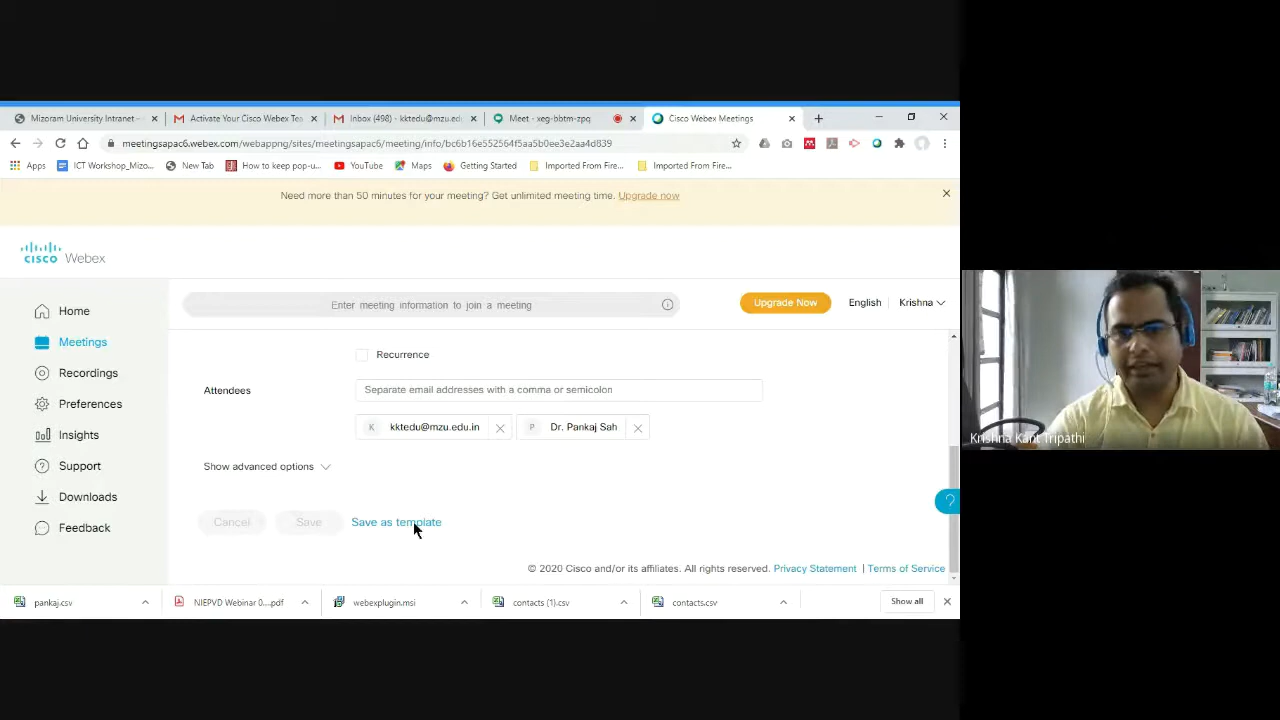 Mizoram University Intranet -
Activate Your Cisco Webex Tea
Inbox (498) - kktedu@mzu.ed
Meet - xeg-bbtm-zpq
Cisco Webex Meetings
meetingsapac6.webex.com/webappng/sites/meetingsapac6/meeting/info/bc6b16e552564f5aa5b0ee3e2aa4d839
Apps
ICT Workshop_Mizo...
New Tab
How to keep pop-u...
YouTube
Maps
Getting Started
Imported From Fire...
Imported From Fire...
Need more than 50 minutes for your meeting? Get unlimited meeting time. Upgrade now
CISCO Webex
Enter meeting information to join a meeting
Upgrade Now
English
Krishna
Home
Meetings
Recordings
Preferences
Insights
Support
Downloads
Feedback
Recurrence
Attendees
Separate email addresses with a comma or semicolon
K kktedu@mzu.edu.in
P Dr. Pankaj Sah
Show advanced options
Cancel
Save
Save as template
?
© 2020 Cisco and/or its affiliates. All rights reserved. Privacy Statement | Terms of Service
pankaj.csv
NIEPVD Webinar 0....pdf
webexplugin.msi
contacts (1).csv
contacts.csv
Show all
Krishna Kant Tripathi